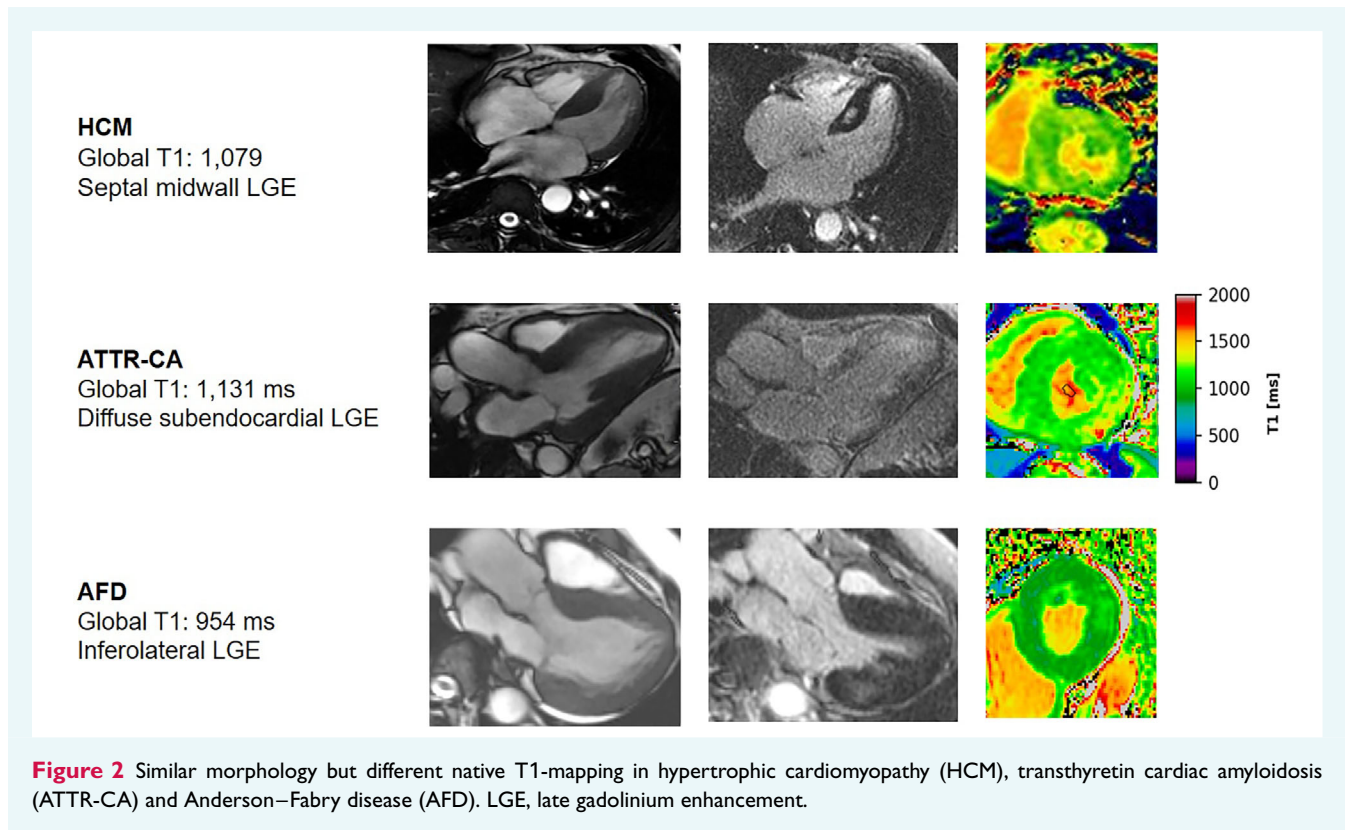 HCM
Global T1: 1,079
Septal midwall LGE
ATTR-CA
Global T1: 1,131 ms
Diffuse subendocardial LGE
2000
1500
1000
500
0
T1 [ms]
AFD
Global T1: 954 ms
Inferolateral LGE
Figure 2 Similar morphology but different native T1-mapping in hypertrophic cardiomyopathy (HCM), transthyretin cardiac amyloidosis
(ATTR-CA) and Anderson–Fabry disease (AFD). LGE, late gadolinium enhancement.